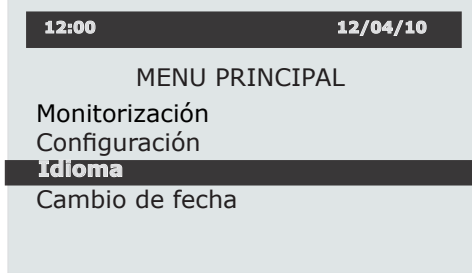 12:00 12/04/10
MENU PRINCIPAL
Monitorización
Configuración
Idioma
Cambio de fecha